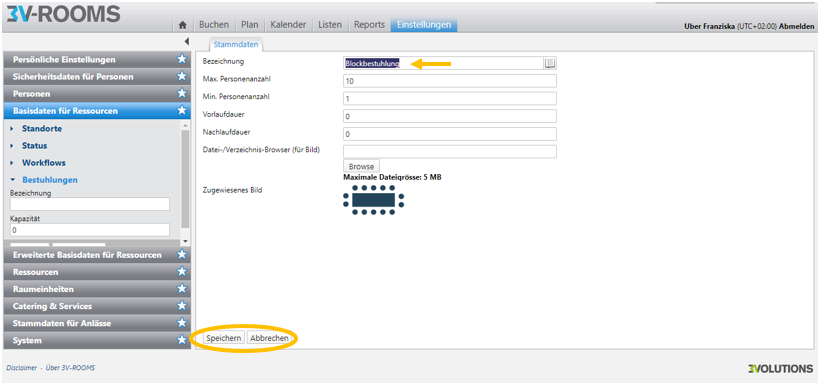 3V-ROOMS
Buchen Plan Kalender Listen Reports Einstellungen
Uber Franziska (UTC+02:00) Abmelden
Stammdaten
Persönliche Einstellungen
Sicherheitsdaten für Personen
Personen
Basisdaten für Ressourcen
Standorte
Status
Workflows
Bestuhlungen
Bezeichnung
Kapazität
0
Erweiterte Basisdaten für Ressourcen
Ressourcen
Raumeinheiten
Catering & Services
Stammdaten für Anlässe
System
Bezeichnung Blockbestuhlung
Max. Personenanzahl 10
Min. Personenanzahl 1
Vorlaufdauer 0
Nachlaufdauer 0
Datei-/Verzeichnis-Browser (für Bild)
Browse
Maximale Dateigrösse: 5 MB
Zugewiesenes Bild
Speichern Abbrechen
Disclaimer - Über 3V-ROOMS
3VOLUTIONS